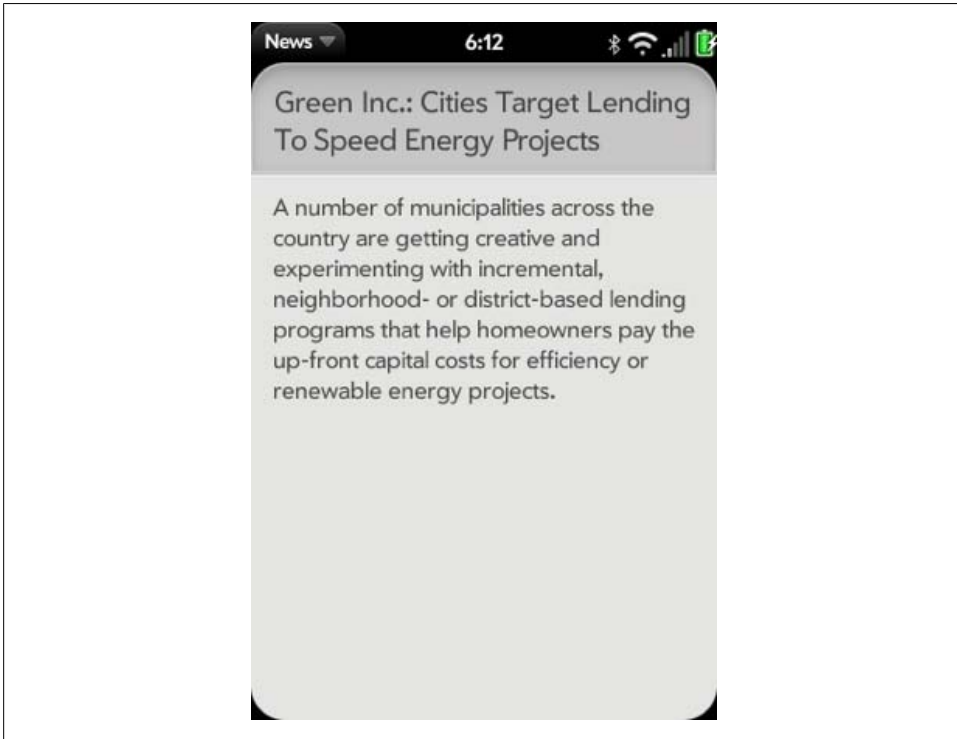 News 6:12
Green Inc.: Cities Target Lending
To Speed Energy Projects
A number of municipalities across the
country are getting creative and
experimenting with incremental,
neighborhood- or district-based lending
programs that help homeowners pay the
up-front capital costs for efficiency or
renewable energy projects.